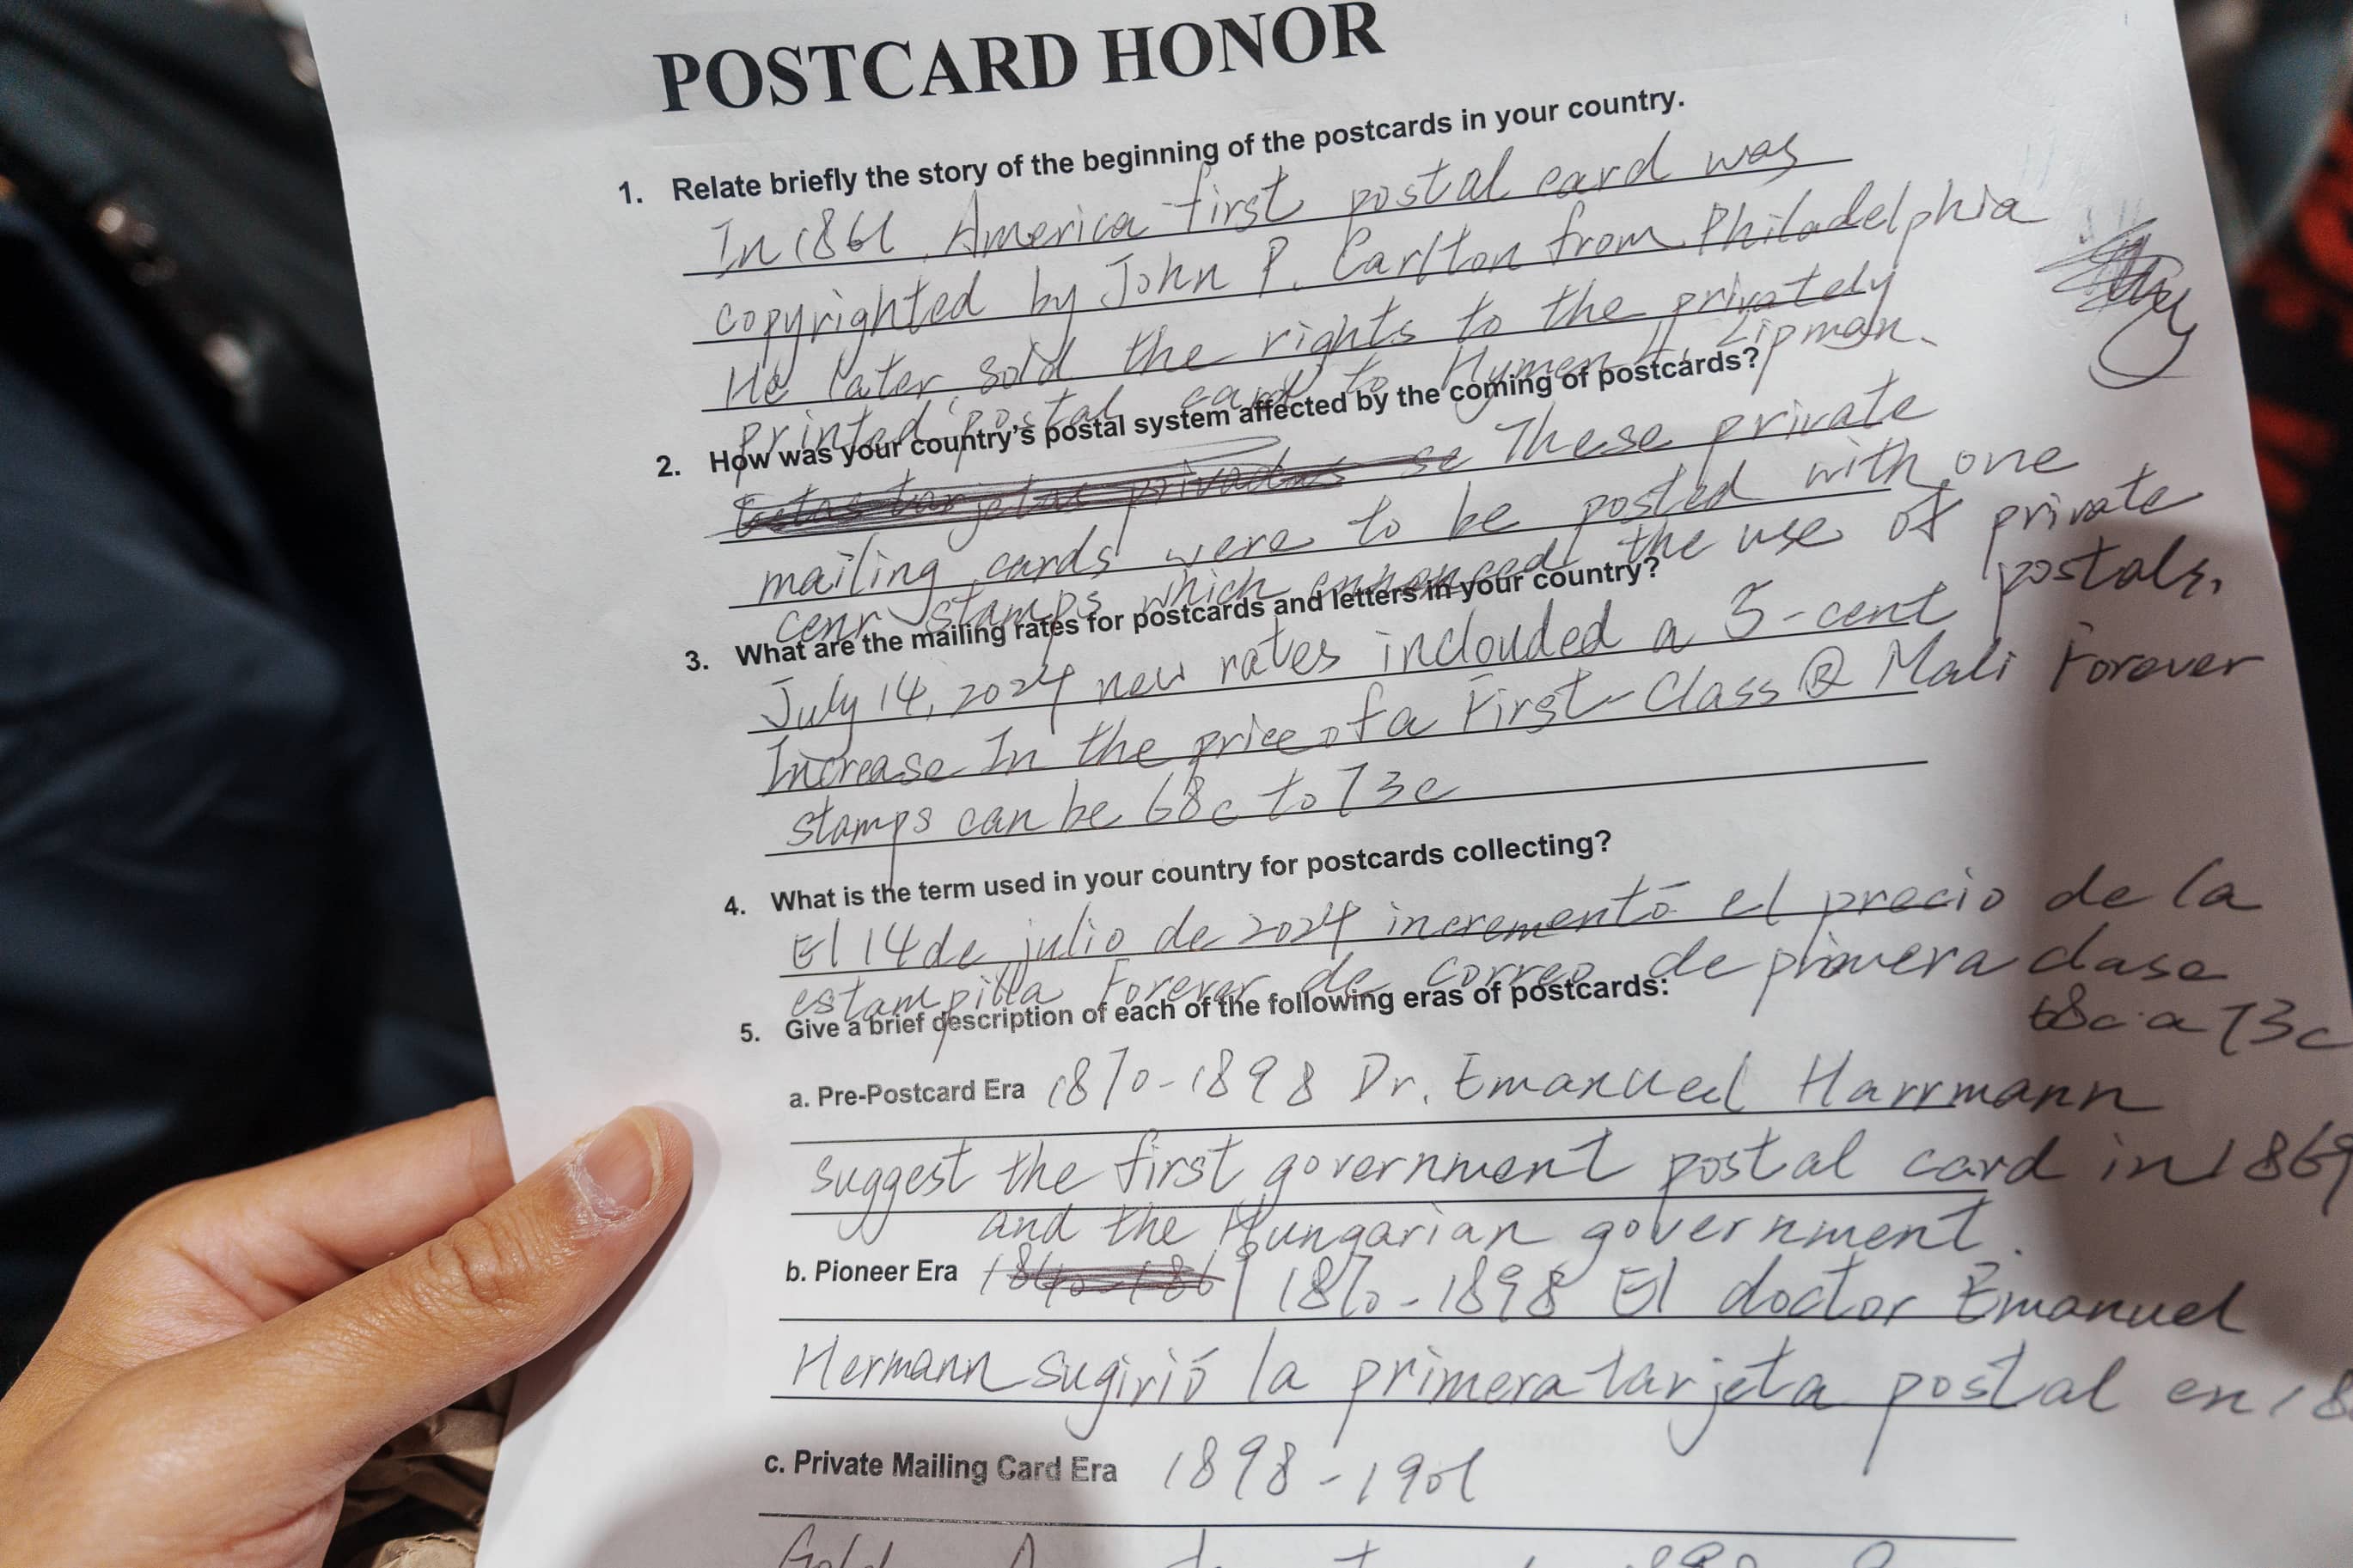 POSTCARD HONOR
1. Relate briefly the story of the beginning of the postcards in your country.
In 1861, America first postal card was
copyrighted by John P. Carlton from Philadelphia
He later sold the rights to the privately
printed postal card to Hymen L. Lipman.
2. How was your country's postal system affected by the coming of postcards?
Estas tarjetas privadas se These private
mailing cards were to be posted with one
cenr stamps which enhanced the use of private
postals.
3. What are the mailing rates for postcards and letters in your country?
July 14, 2024 new rates inclouded a 5-cent
Increase In the price of a First-Class ® Mali Forever
stamps can be 68c to 73c
4. What is the term used in your country for postcards collecting?
El 14 de julio de 2024 incrementó el precio de la
estampilla Forever de correo de primera clase
68c a 73c
5. Give a brief description of each of the following eras of postcards:
a. Pre-Postcard Era 1870-1898 Dr. Emanuel Harrmann
suggest the first government postal card in 1869
and the Hungarian government.
b. Pioneer Era 1840-1861 1870-1898 El doctor Emanuel
Hermann sugirió la primera tarjeta postal en 18
c. Private Mailing Card Era 1898-1901